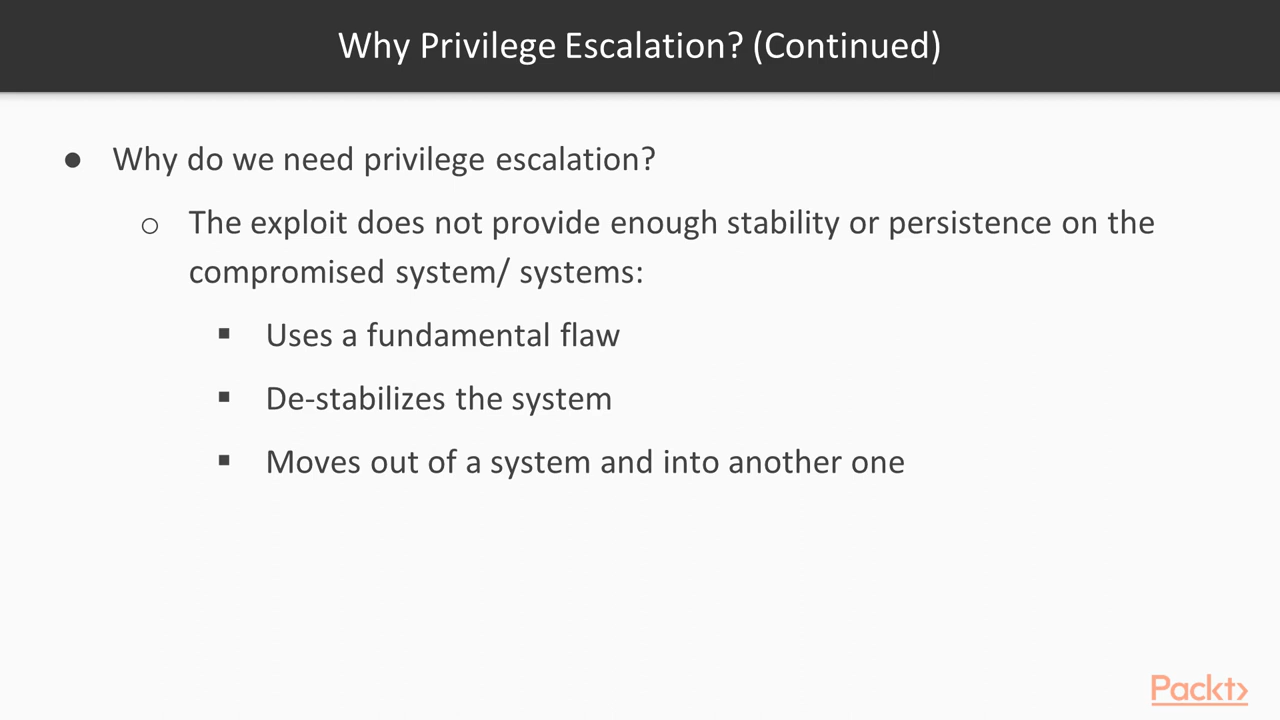 Why Privilege Escalation? (Continued)
● Why do we need privilege escalation?
○ The exploit does not provide enough stability or persistence on the
compromised system/ systems:
▪ Uses a fundamental flaw
▪ De-stabilizes the system
▪ Moves out of a system and into another one
Packt>